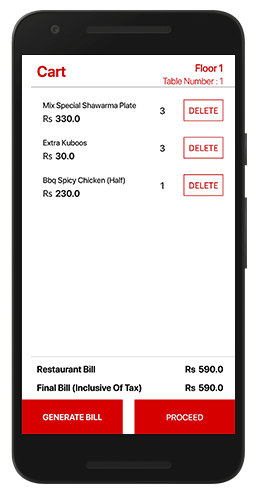 Cart
Floor 1
Table Number : 1
Mix Special Shawarma Plate
Rs 330.0
3
DELETE
Extra Kuboos
Rs 30.0
3
DELETE
Bbq Spicy Chicken (Half)
Rs 230.0
1
DELETE
Restaurant Bill Rs 590.0
Final Bill (Inclusive Of Tax) Rs 590.0
GENERATE BILL
PROCEED